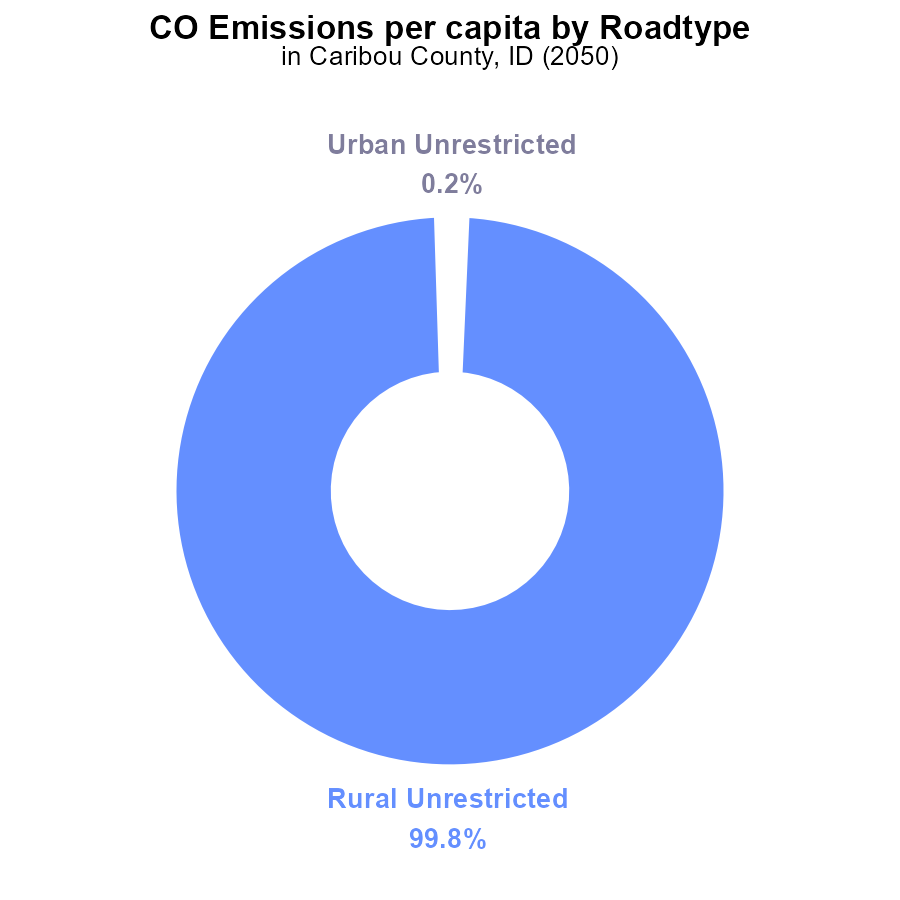 CO Emissions per capita by Roadtype
in Caribou County, ID (2050)
Urban Unrestricted
0.2%
Rural Unrestricted
99.8%